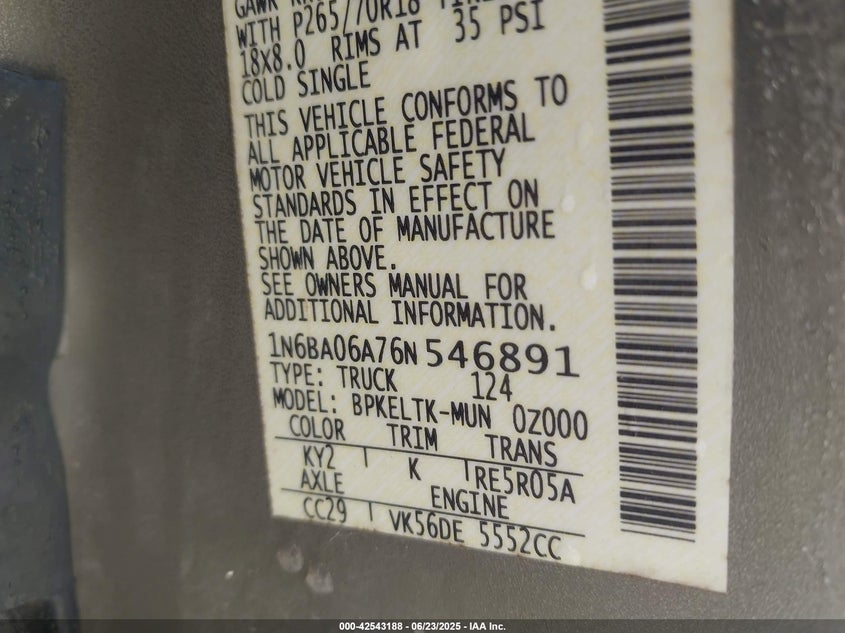 WITH P265/70R18
18X8.0 RIMS AT 35 PSI
COLD SINGLE
THIS VEHICLE CONFORMS TO
ALL APPLICABLE FEDERAL
MOTOR VEHICLE SAFETY
STANDARDS IN EFFECT ON
THE DATE OF MANUFACTURE
SHOWN ABOVE.
SEE OWNERS MANUAL FOR
ADDITIONAL INFORMATION.
1N6BA06A76N546891
TYPE: TRUCK 124
MODEL: BPKELTK-MUN 0Z000
COLOR TRIM TRANS
KY2 K RE5R05A
AXLE ENGINE
CC29 VK56DE 5552CC
000-42543188 - 06/23/2025 - IAA Inc.